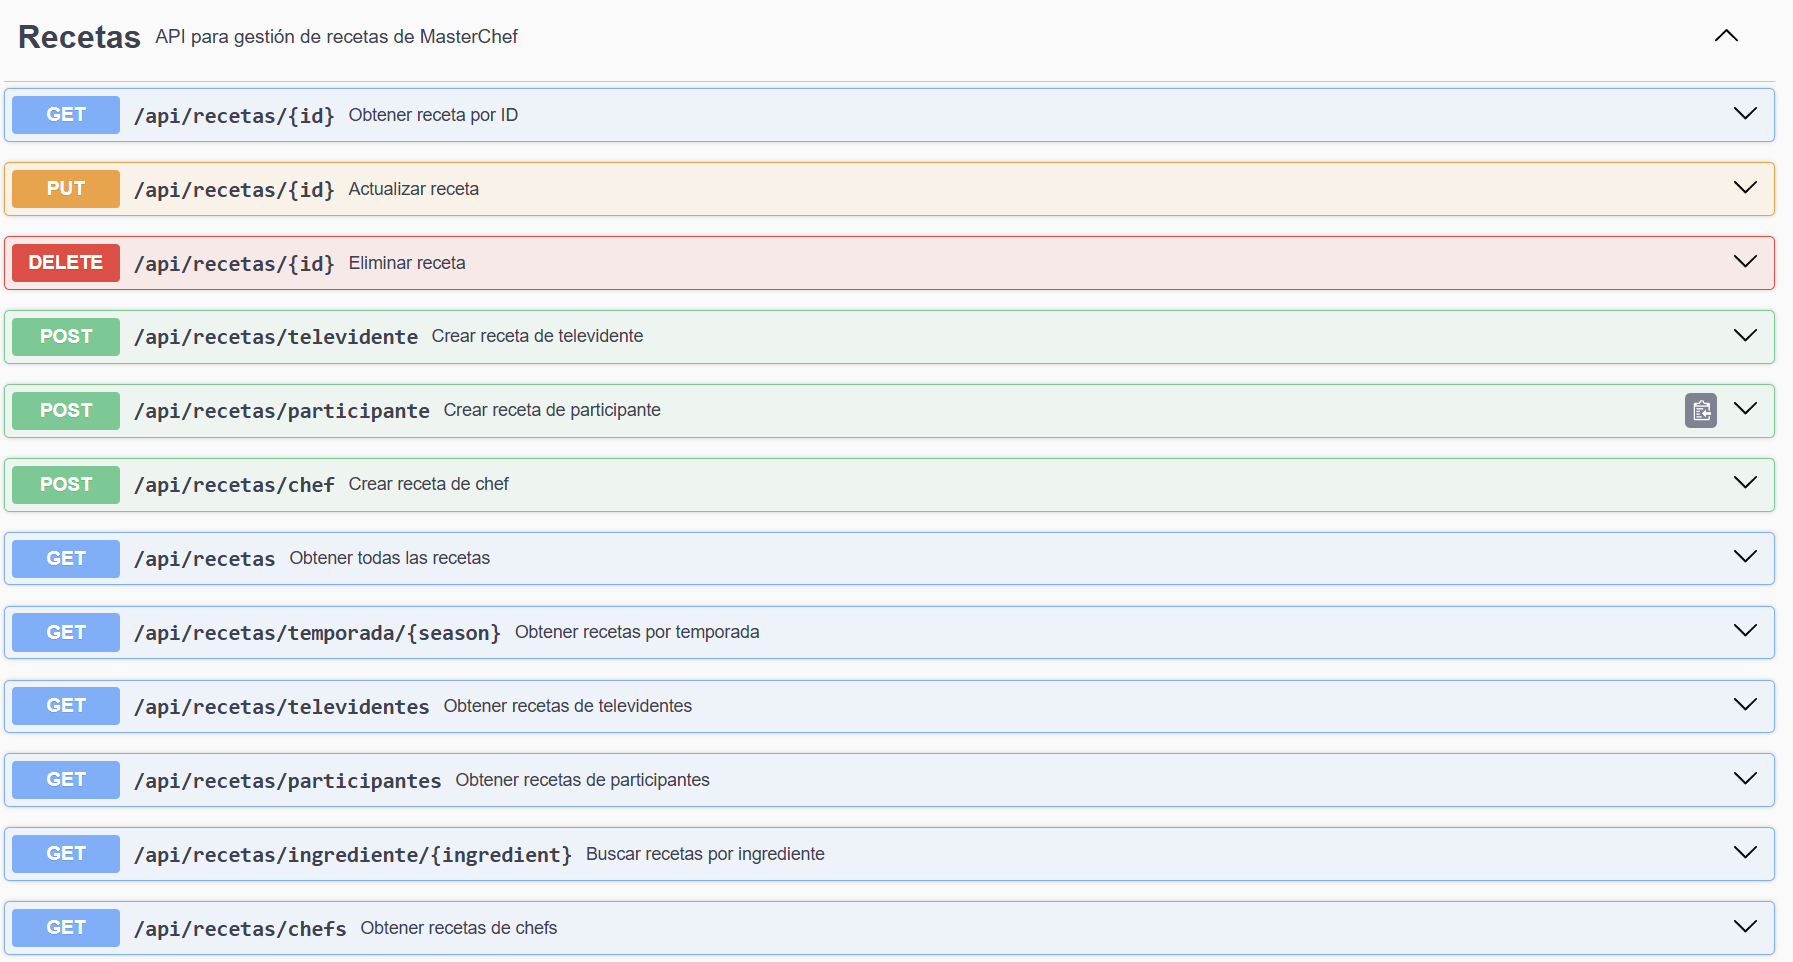 Recetas API para gestión de recetas de MasterChef
GET /api/recetas/{id} Obtener receta por ID
PUT /api/recetas/{id} Actualizar receta
DELETE /api/recetas/{id} Eliminar receta
POST /api/recetas/televidente Crear receta de televidente
POST /api/recetas/participante Crear receta de participante
POST /api/recetas/chef Crear receta de chef
GET /api/recetas Obtener todas las recetas
GET /api/recetas/temporada/{season} Obtener recetas por temporada
GET /api/recetas/televidentes Obtener recetas de televidentes
GET /api/recetas/participantes Obtener recetas de participantes
GET /api/recetas/ingrediente/{ingredient} Buscar recetas por ingrediente
GET /api/recetas/chefs Obtener recetas de chefs